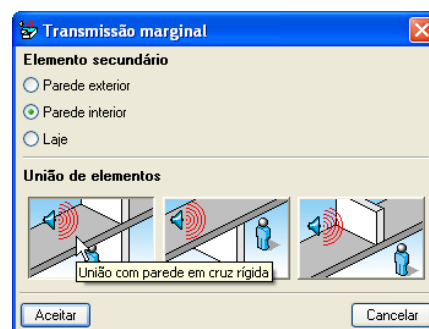 Transmissão marginal
Elemento secundário
Parede exterior
Parede interior
Laje
União de elementos
União com parede em cruz rígida
Aceitar
Cancelar